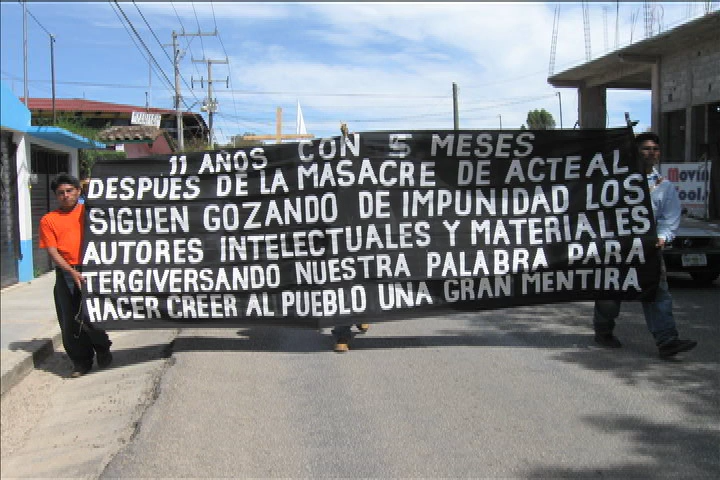 11 AÑOS CON 5 MESES
DESPUES DE LA MASACRE DE ACTEAL
SIGUEN GOZANDO DE IMPUNIDAD LOS
AUTORES INTELECTUALES Y MATERIALES
TERGIVERSANDO NUESTRA PALABRA PARA
HACER CREER AL PUEBLO UNA GRAN MENTIRA